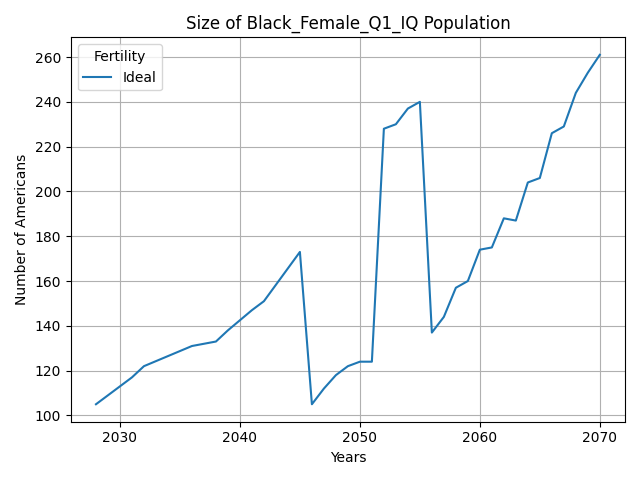 Size of Black_Female_Q1_IQ Population
Fertility
Ideal
Number of Americans
260
240
220
200
180
160
140
120
100
2030 2040 2050 2060 2070
Years